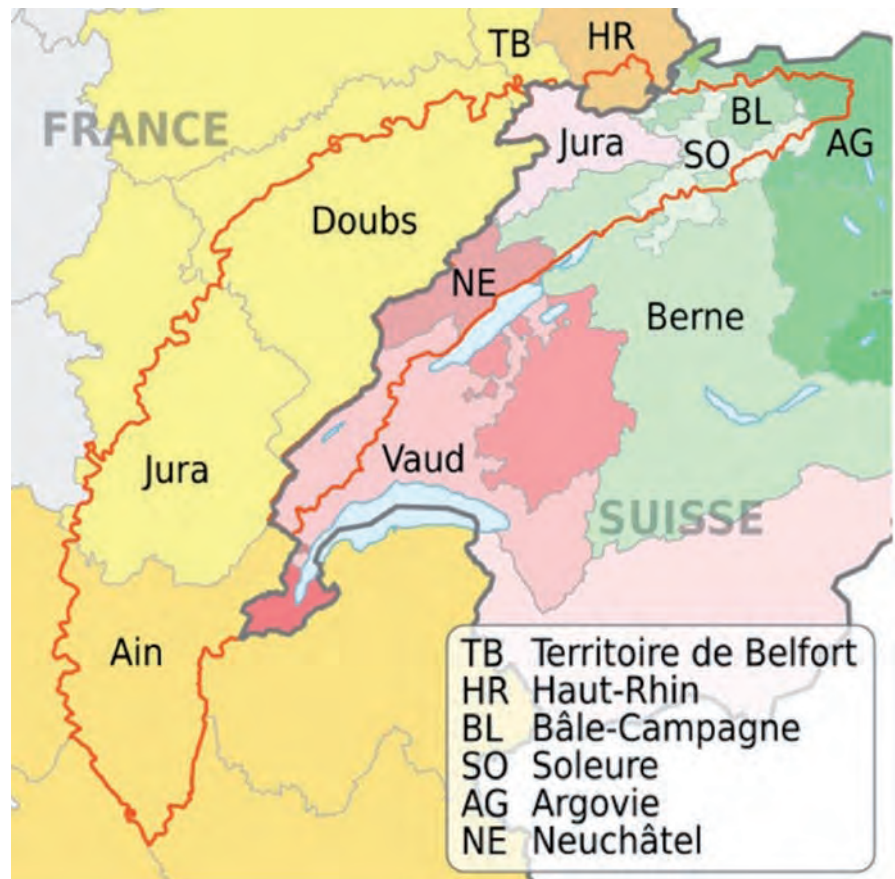 TB
HR
FRANCE
BL
Jura
SO
AG
Doubs
NE
Berne
Vaud
Jura
SUISSE
Ain
TB Territoire de Belfort
HR Haut-Rhin
BL Bâle-Campagne
SO Soleure
AG Argovie
NE Neuchâtel